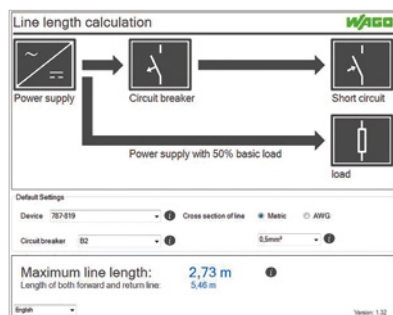 Line length calculation
WAGO
Power supply
Circuit breaker
Short circuit
Power supply with 50% basic load
load
Default Settings
Device 787-819 Cross section of line Metric AWG
Circuit breaker B2 0,5mm²
Maximum line length: 2,73 m
Length of both forward and return line: 5,46 m
English
Version: 1.32